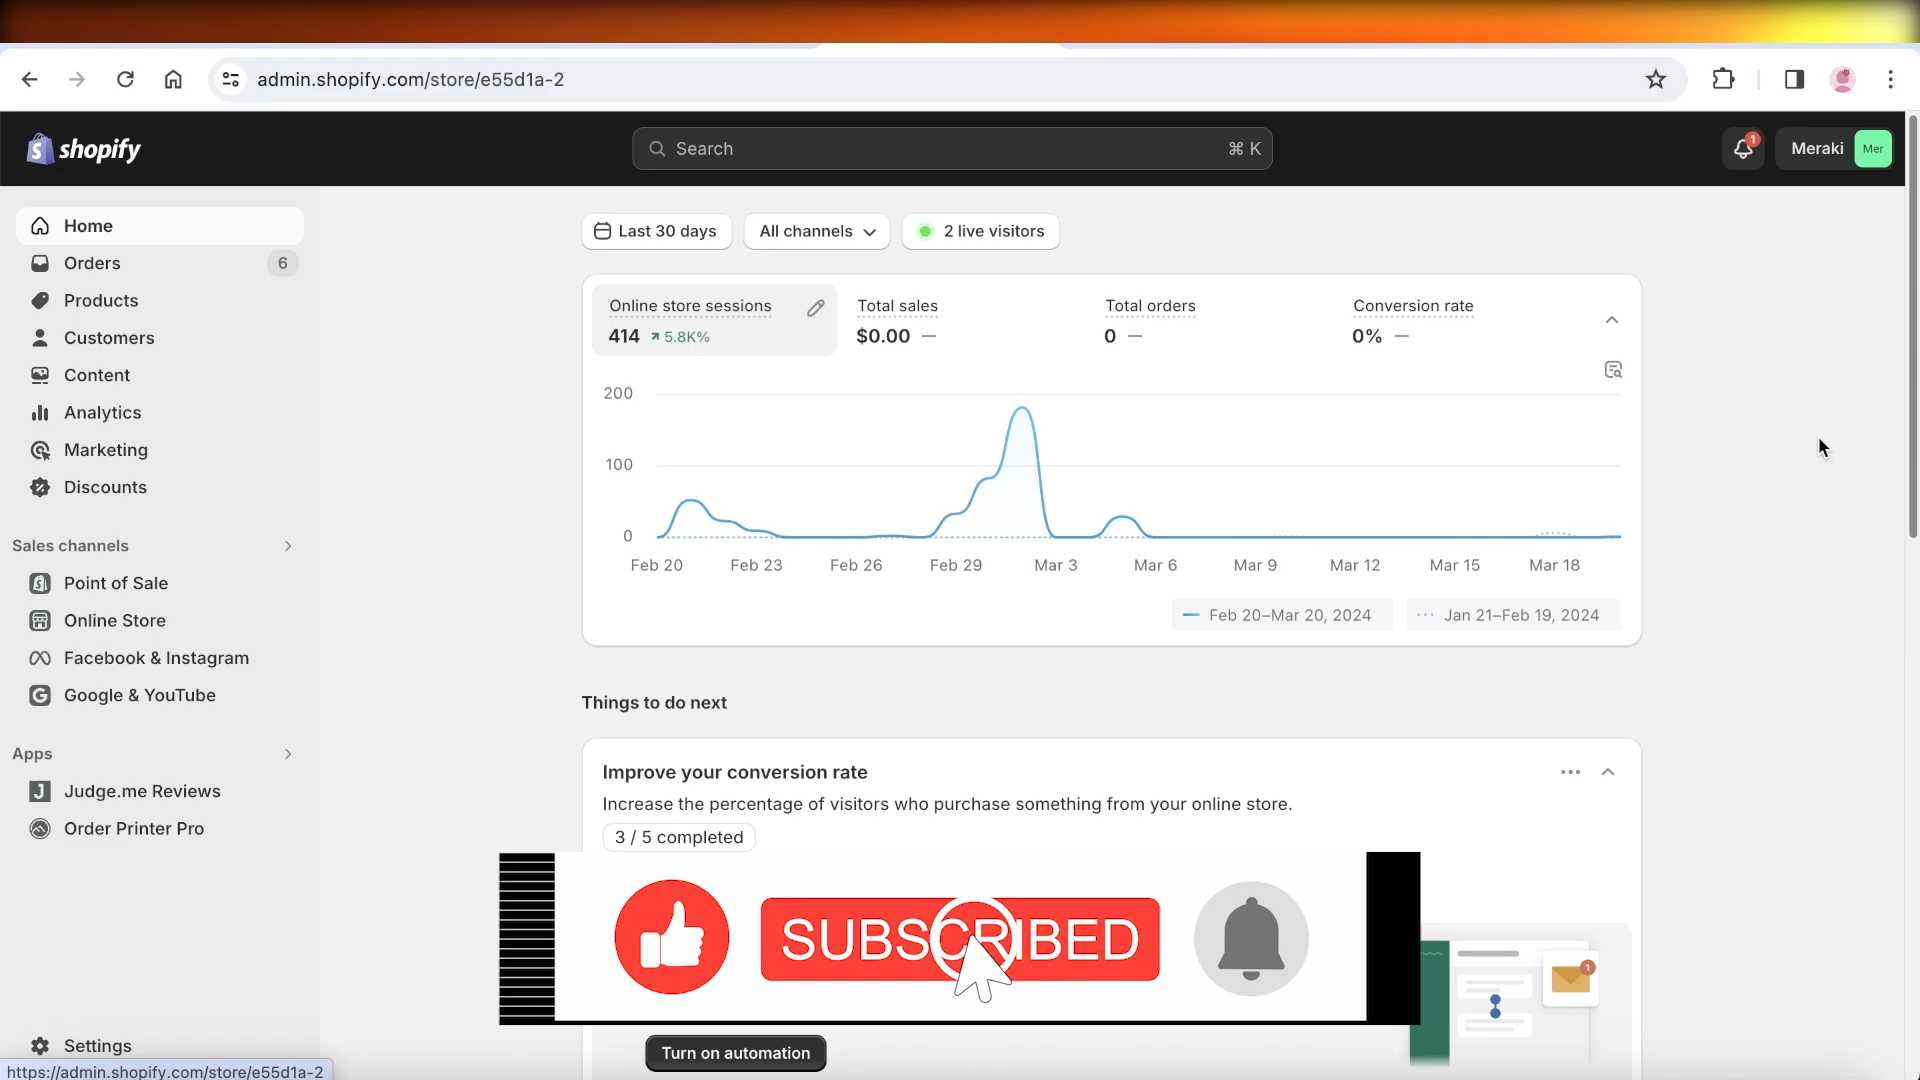 admin.shopify.com/store/e55d1a-2
shopify
Search
⌘ K
1
Meraki
Mer
Home
Orders
6
Products
Customers
Content
Analytics
Marketing
Discounts
Sales channels
Point of Sale
Online Store
Facebook & Instagram
Google & YouTube
Apps
Judge.me Reviews
Order Printer Pro
Settings
https://admin.shopify.com/store/e55d1a-2
Last 30 days
All channels
2 live visitors
Online store sessions
414 5.8K%
Total sales
$0.00 —
Total orders
0 —
Conversion rate
0% —
200
100
0
Feb 20 Feb 23 Feb 26 Feb 29 Mar 3 Mar 6 Mar 9 Mar 12 Mar 15 Mar 18
Feb 20–Mar 20, 2024
Jan 21–Feb 19, 2024
Things to do next
Improve your conversion rate
Increase the percentage of visitors who purchase something from your online store.
3 / 5 completed
SUBSCRIBED
1
Turn on automation